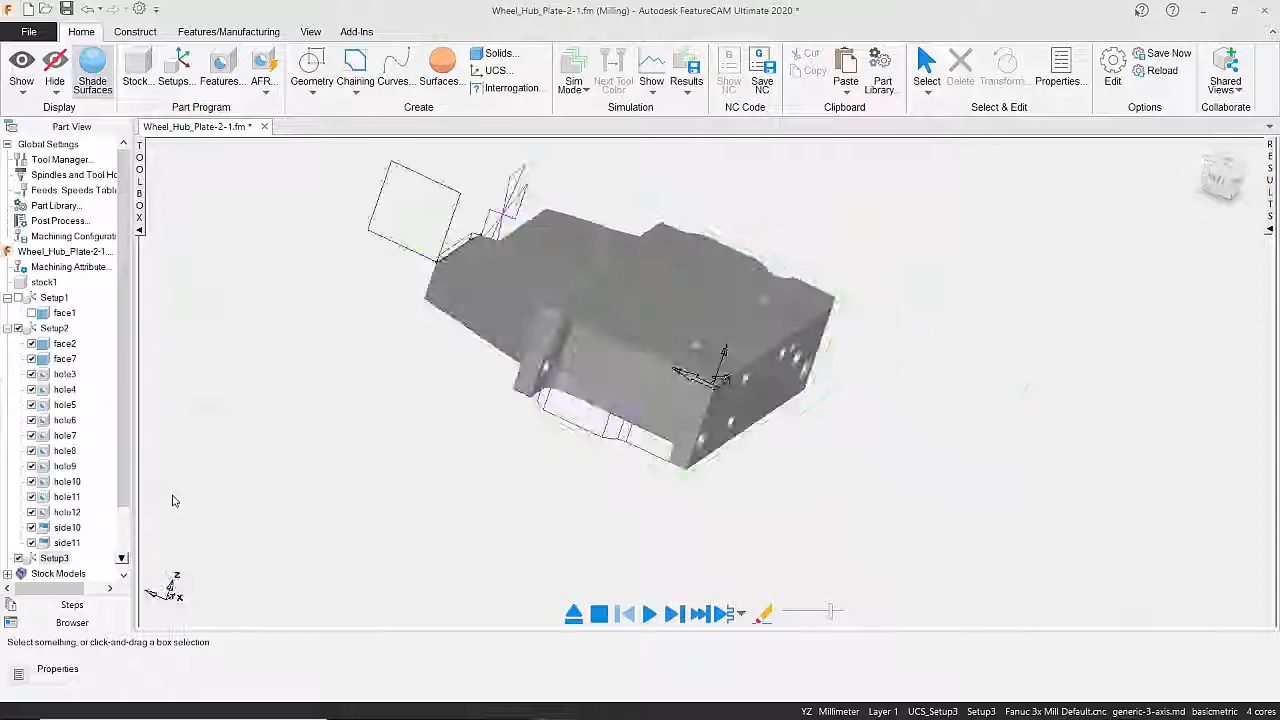 Wheel_Hub_Plate-2-1.fm (Milling) - Autodesk FeatureCAM Ultimate 2020 *
File Home Construct Features/Manufacturing View Add-Ins
Show Hide Shade Surfaces
Display
Stock... Setups Features... AFR...
Part Program
Geometry Chaining Curves... Surfaces...
Solids...
UCS...
Interrogation...
Create
Sim Mode Next Tool Color Show Results
Simulation
Show NC Save NC
NC Code
Cut
Copy
Paste Part Library...
Clipboard
Select Delete Transform... Properties...
Select & Edit
Edit
Save Now
Reload
Options
Shared Views
Collaborate
Part View
Wheel_Hub_Plate-2-1.fm *
Global Settings
Tool Manager...
Spindles and Tool Ho
Feeds Speeds Tabl
Part Library...
Post Process...
Machining Configurati
Wheel_Hub_Plate-2-1....
Machining Attribute...
stock1
Setup1
face1
Setup2
face2
face7
hole3
hole4
hole5
hole6
hole7
hole8
hole9
hole10
hole11
hole12
side10
side11
Setup3
Stock Models
Steps
Browser
TOOLBOX
RESULTS
Z
X
Select something, or click-and-drag a box selection
Properties
YZ Millimeter Layer 1 UCS_Setup3 Setup3 Fanuc 3x Mill Default.cnc generic-3-axis.md basicmetric 4 cores